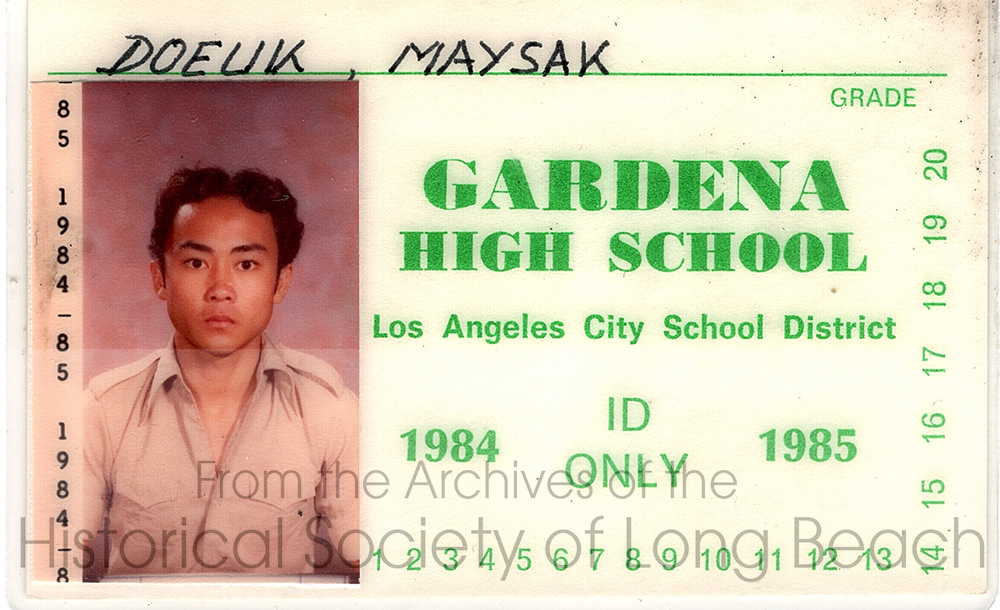 DOEUK, MAYSAK
GRADE
GARDENA
HIGH SCHOOL
Los Angeles City School District
1984
ID
ONLY
1985
1 2 3 4 5 6 7 8 9 10 11 12 13
14 15 16 17 18 19 20
85
1984-85
1984-8
From the Archives of the
Historical Society of Long Beach